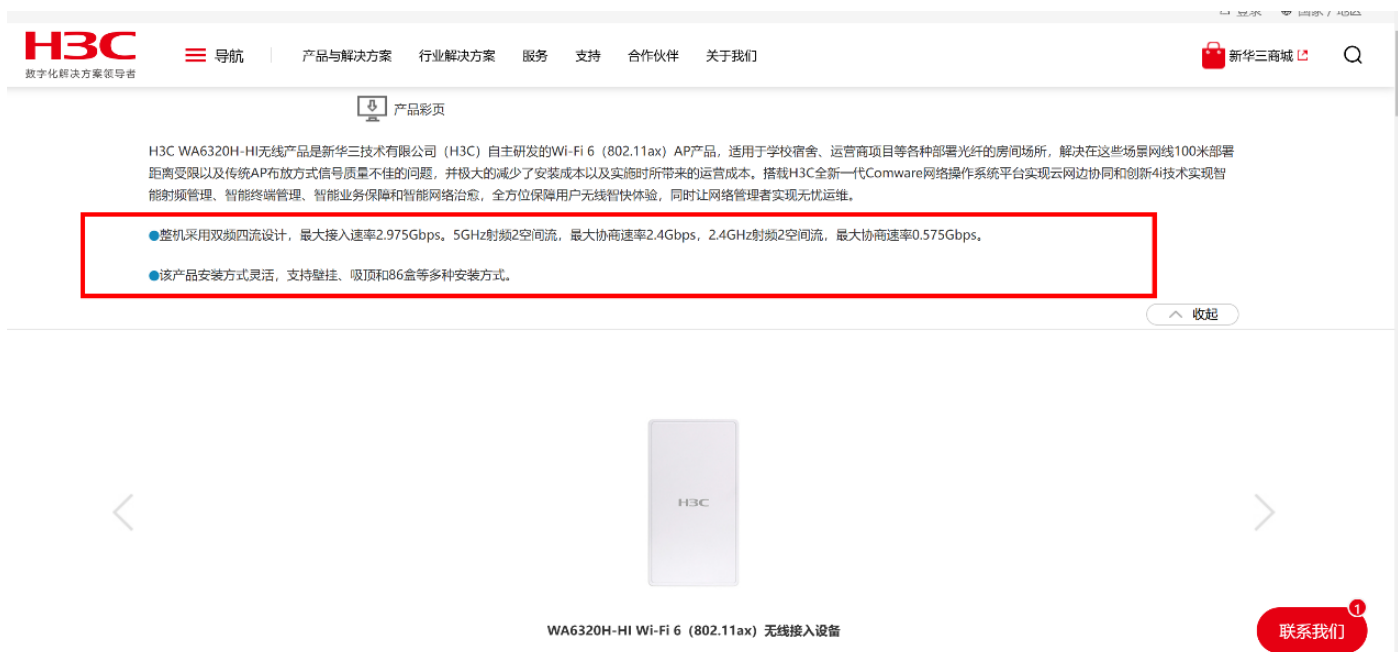 登录 国家 / 地区
H3C
数字化解决方案领导者
导航 产品与解决方案 行业解决方案 服务 支持 合作伙伴 关于我们 新华三商城
产品彩页
H3C WA6320H-HI无线产品是新华三技术有限公司（H3C）自主研发的Wi-Fi 6（802.11ax）AP产品，适用于学校宿舍、运营商项目等各种部署光纤的房间场所，解决在这些场景网线100米部署
距离受限以及传统AP布放方式信号质量不佳的问题，并极大的减少了安装成本以及实施时所带来的运营成本。搭载H3C全新一代Comware网络操作系统平台实现云网边协同和创新4i技术实现智
能射频管理、智能终端管理、智能业务保障和智能网络治愈，全方位保障用户无线智快体验，同时让网络管理者实现无忧运维。
●整机采用双频四流设计，最大接入速率2.975Gbps。5GHz射频2空间流，最大协商速率2.4Gbps，2.4GHz射频2空间流，最大协商速率0.575Gbps。
●该产品安装方式灵活，支持壁挂、吸顶和86盒等多种安装方式。
收起
H3C
WA6320H-HI Wi-Fi 6（802.11ax）无线接入设备
1
联系我们